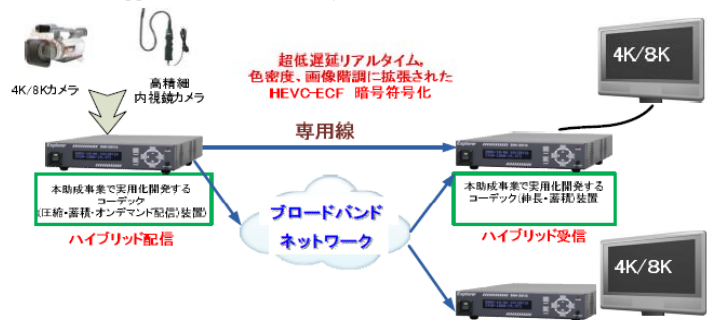 超低遅延リアルタイム，
色密度、画像階調に拡張された
HEVC-ECF 暗号符号化
4K/8K
4K/8Kカメラ
高精細
内視鏡カメラ
専用線
本助成事業で実用化開発する
コーデック
(圧縮・蓄積・オンデマンド配信)装置)
ハイブリッド配信
ブロードバンド
ネットワーク
本助成事業で実用化開発する
コーデック(伸長・蓄積)装置
ハイブリッド受信
4K/8K
Explorer